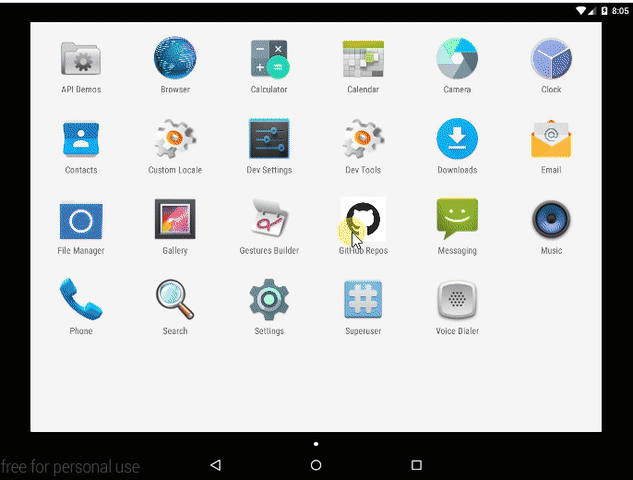 8:05
API Demos
Browser
Calculator
Calendar
Camera
Clock
Contacts
Custom Locale
Dev Settings
Dev Tools
Downloads
Email
File Manager
Gallery
Gestures Builder
GitHub Repos
Messaging
Music
Phone
Search
Settings
Superuser
Voice Dialer
free for personal use